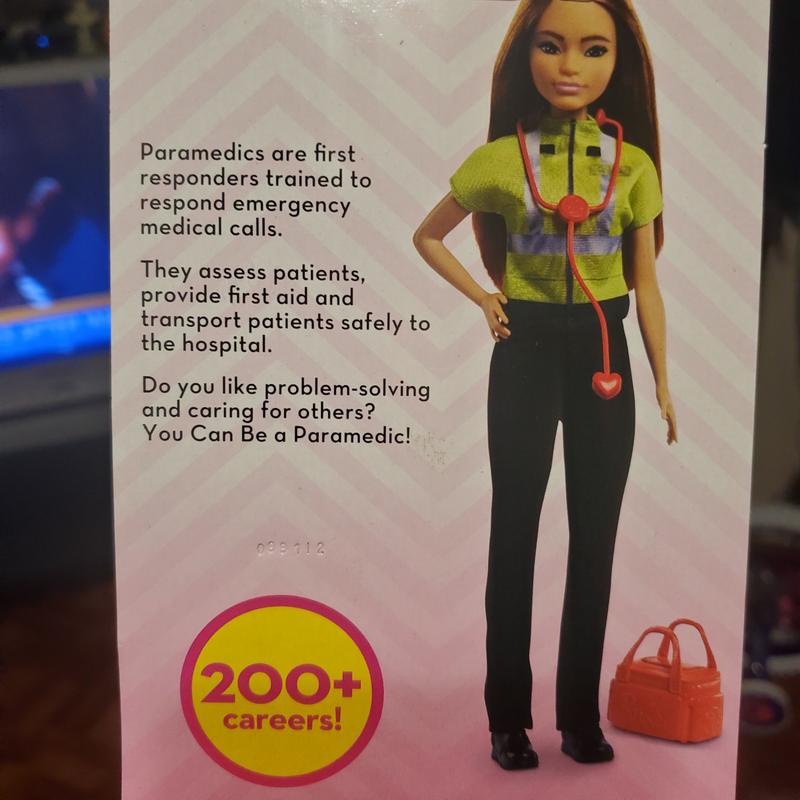 Paramedics are first
responders trained to
respond emergency
medical calls.
They assess patients,
provide first aid and
transport patients safely to
the hospital.
Do you like problem-solving
and caring for others?
You Can Be a Paramedic!
200+
careers!